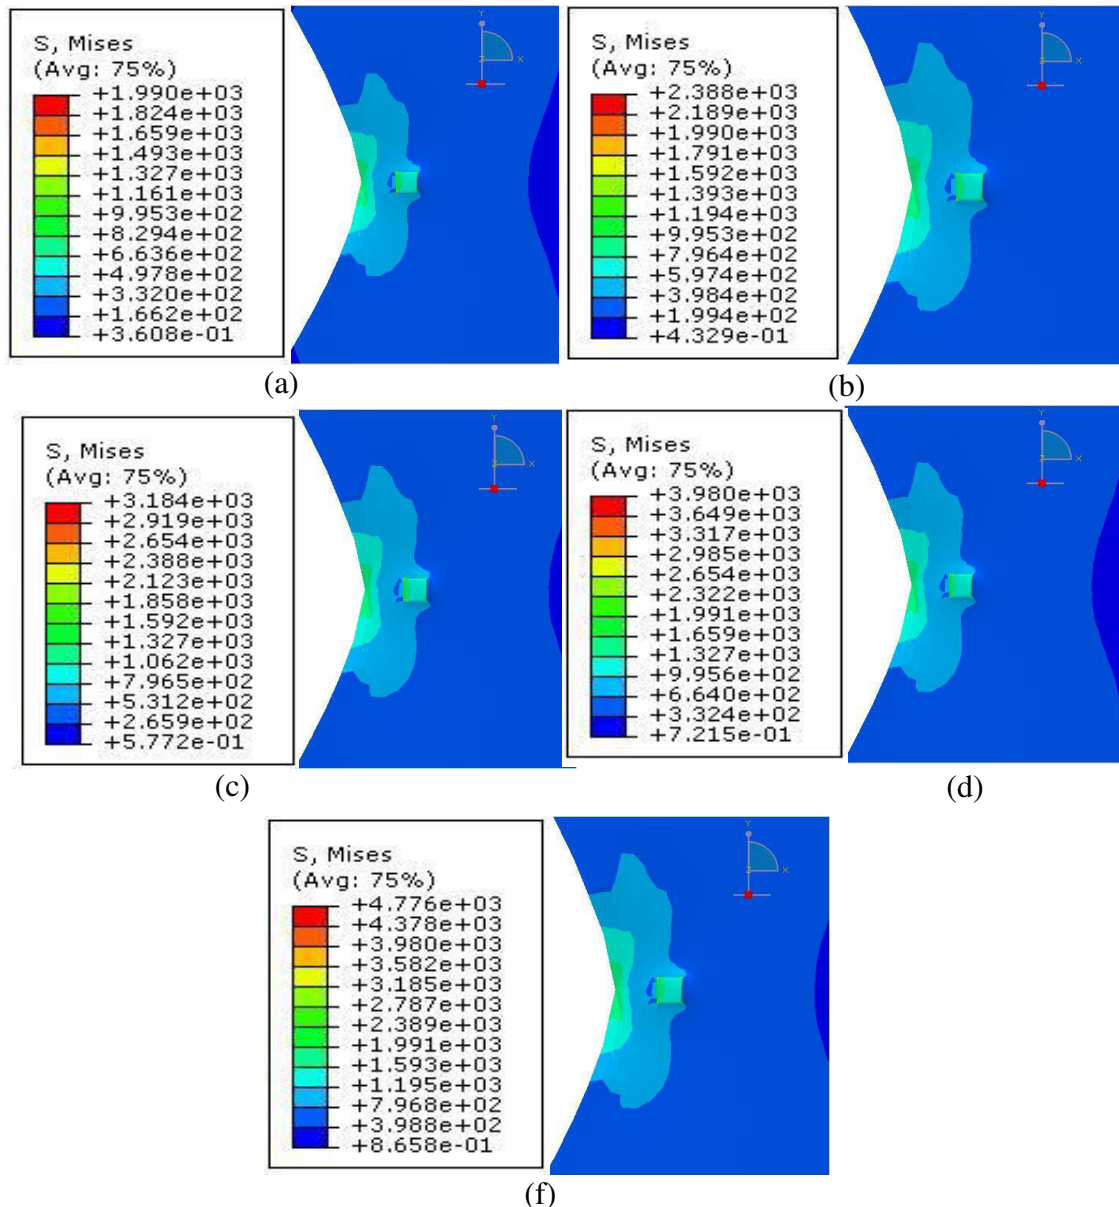 S, Mises
(Avg: 75%)
+1.990e+03
+1.824e+03
+1.659e+03
+1.493e+03
+1.327e+03
+1.161e+03
+9.953e+02
+8.294e+02
+6.636e+02
+4.978e+02
+3.320e+02
+1.662e+02
+3.608e-01
Y
Z
X
(a)
S, Mises
(Avg: 75%)
+2.388e+03
+2.189e+03
+1.990e+03
+1.791e+03
+1.592e+03
+1.393e+03
+1.194e+03
+9.953e+02
+7.964e+02
+5.974e+02
+3.984e+02
+1.994e+02
+4.329e-01
Y
Z
X
(b)
S, Mises
(Avg: 75%)
+3.184e+03
+2.919e+03
+2.654e+03
+2.388e+03
+2.123e+03
+1.858e+03
+1.592e+03
+1.327e+03
+1.062e+03
+7.965e+02
+5.312e+02
+2.659e+02
+5.772e-01
Y
Z
X
(c)
S, Mises
(Avg: 75%)
+3.980e+03
+3.649e+03
+3.317e+03
+2.985e+03
+2.654e+03
+2.322e+03
+1.991e+03
+1.659e+03
+1.327e+03
+9.956e+02
+6.640e+02
+3.324e+02
+7.215e-01
Y
Z
X
(d)
S, Mises
(Avg: 75%)
+4.776e+03
+4.378e+03
+3.980e+03
+3.582e+03
+3.185e+03
+2.787e+03
+2.389e+03
+1.991e+03
+1.593e+03
+1.195e+03
+7.968e+02
+3.988e+02
+8.658e-01
Y
Z
X
(f)